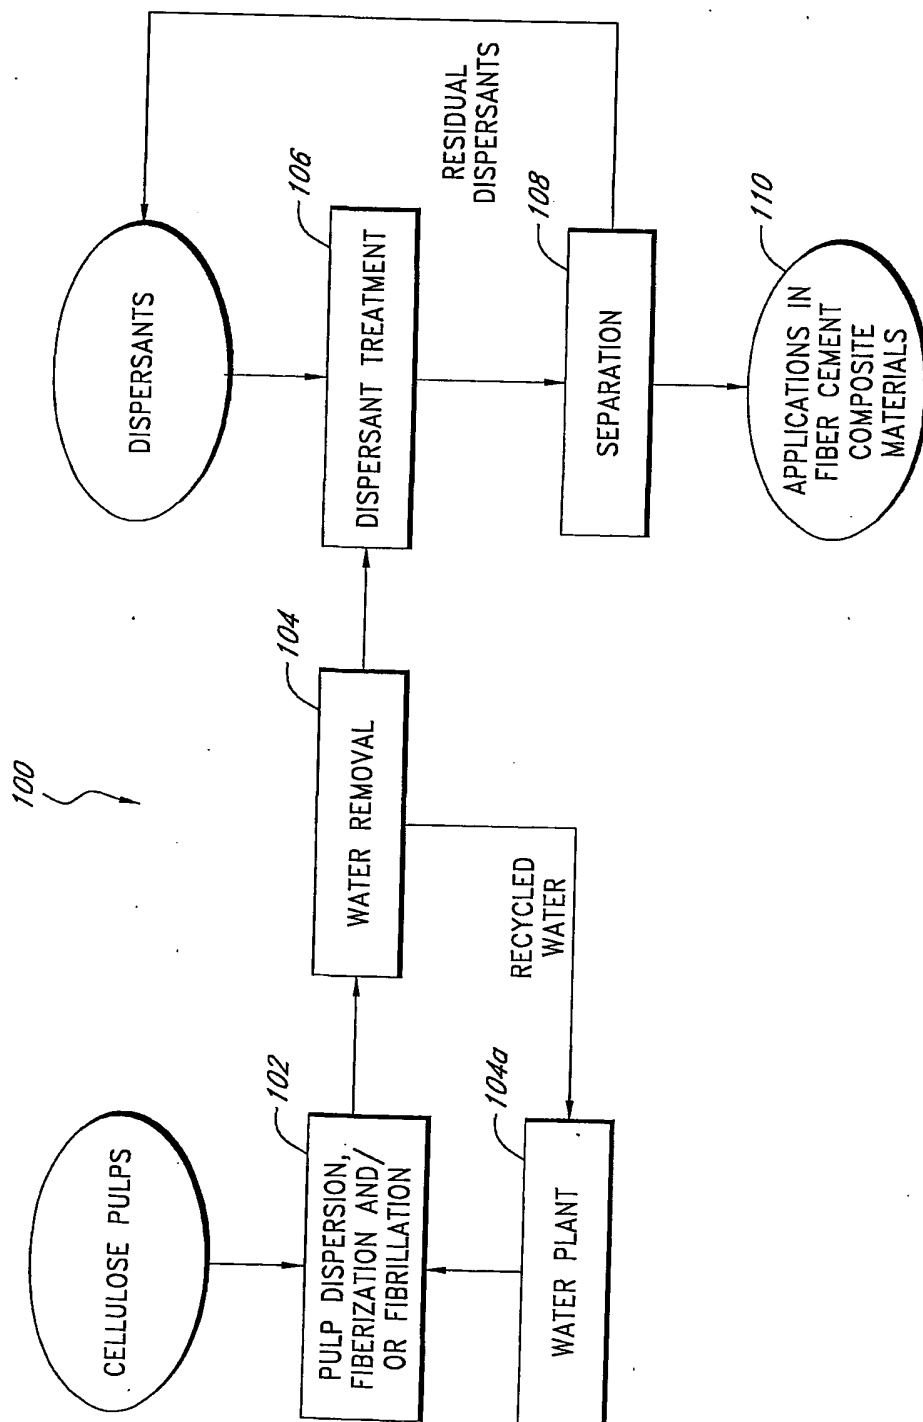 100
CELLULOSE PULPS
102
PULP DISPERSION,
FIBERIZATION AND/
OR FIBRILLATION
104a
WATER PLANT
104
WATER REMOVAL
RECYCLED
WATER
DISPERSANTS
106
DISPERSANT TREATMENT
RESIDUAL
DISPERSANTS
108
SEPARATION
110
APPLICATIONS IN
FIBER CEMENT
COMPOSITE
MATERIALS